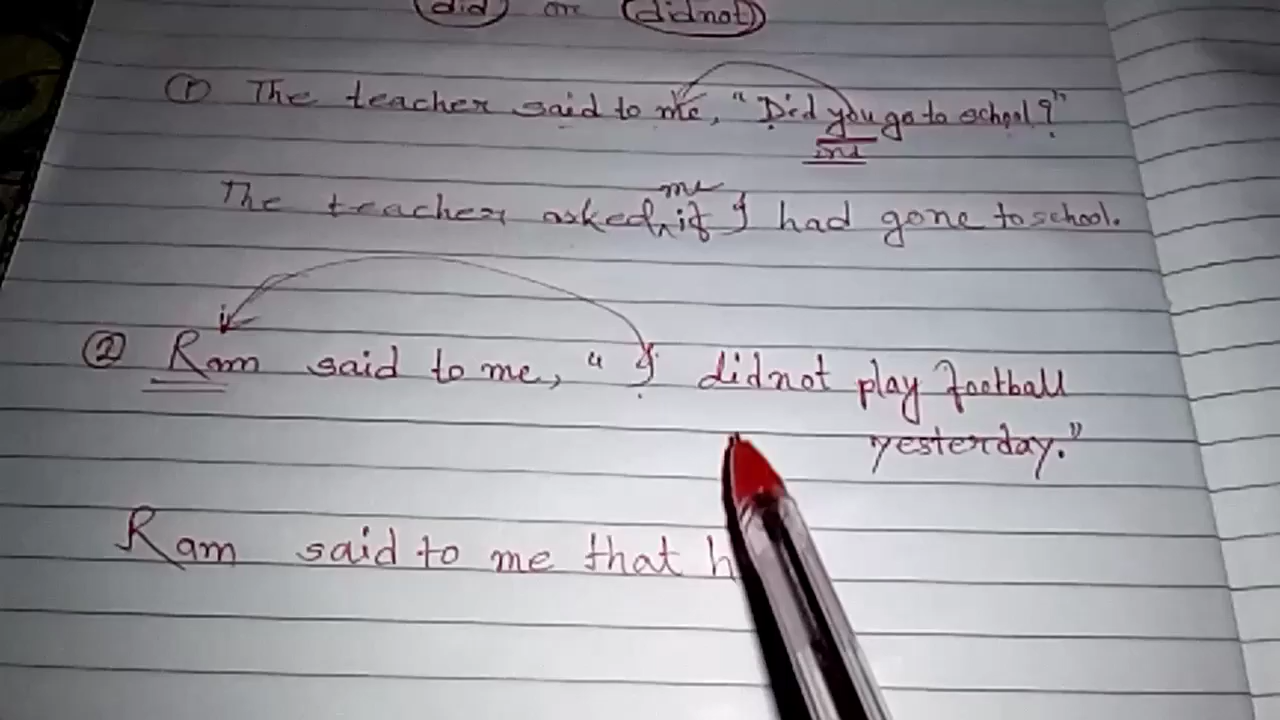 did or didnot
① The teacher said to me, "Did you go to school?"
2nd
me
The teacher asked, if I had gone to school.
② Ram said to me, "I didnot play football
yesterday."
Ram said to me that h